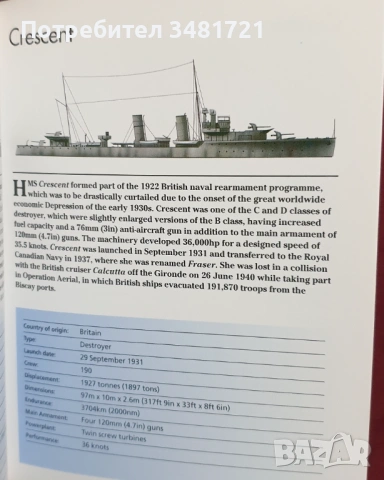 Потребител 3651751
Crescent
HMS Crescent formed part of the 1922 British naval rearmament programme,
which was to be drastically curtailed due to the onset of the great worldwide
economic Depression of the early 1930s. Crescent was one of the C and D classes of
destroyer, which were slightly enlarged versions of the B class, having increased
fuel capacity and a 76mm (3in) anti-aircraft gun in addition to the main armament of
120mm (4.7in) guns. The machinery developed 36,000hp for a designed speed of
35.5 knots. Crescent was launched in September 1931 and transferred to the Royal
Canadian Navy in 1937, where she was renamed Fraser. She was lost in a collision
with the British cruiser Calcutta off the Gironde on 26 June 1940 while taking part
in Operation Aerial, in which British ships evacuated 191,870 troops from the
Biscay ports.
Country of origin: Britain
Type: Destroyer
Launch date: 29 September 1931
Crew: 190
Displacement: 1927 tonnes (1897 tons)
Dimensions: 97m x 10m x 2.6m (317ft 9in x 33ft x 8ft 6in)
Endurance: 3704km (2000nm)
Main Armament: Four 120mm (4.7in) guns
Powerplant: Twin screw turbines
Performance: 36 knots
BAZAR
bg